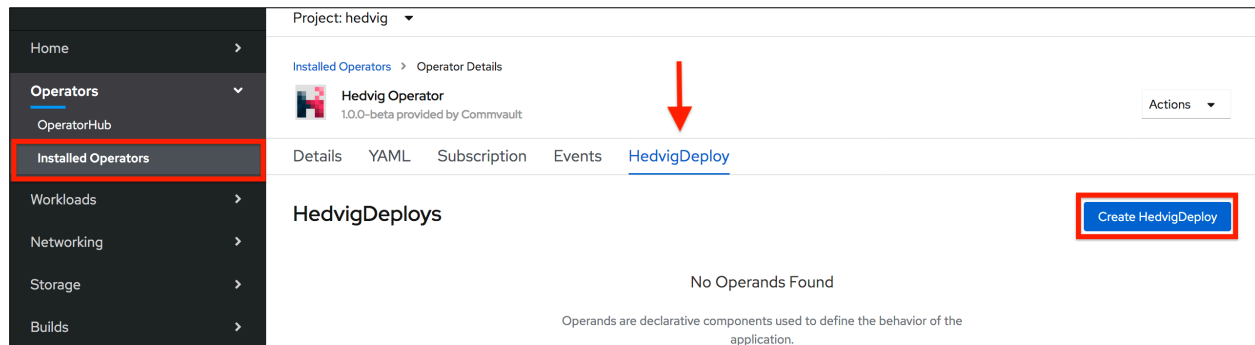 Project: hedvig
Home
Operators
OperatorHub
Installed Operators
Workloads
Networking
Storage
Builds
Installed Operators > Operator Details
Hedvig Operator
1.0.0-beta provided by Commvault
Actions
Details YAML Subscription Events HedvigDeploy
HedvigDeploys
Create HedvigDeploy
No Operands Found
Operands are declarative components used to define the behavior of the
application.